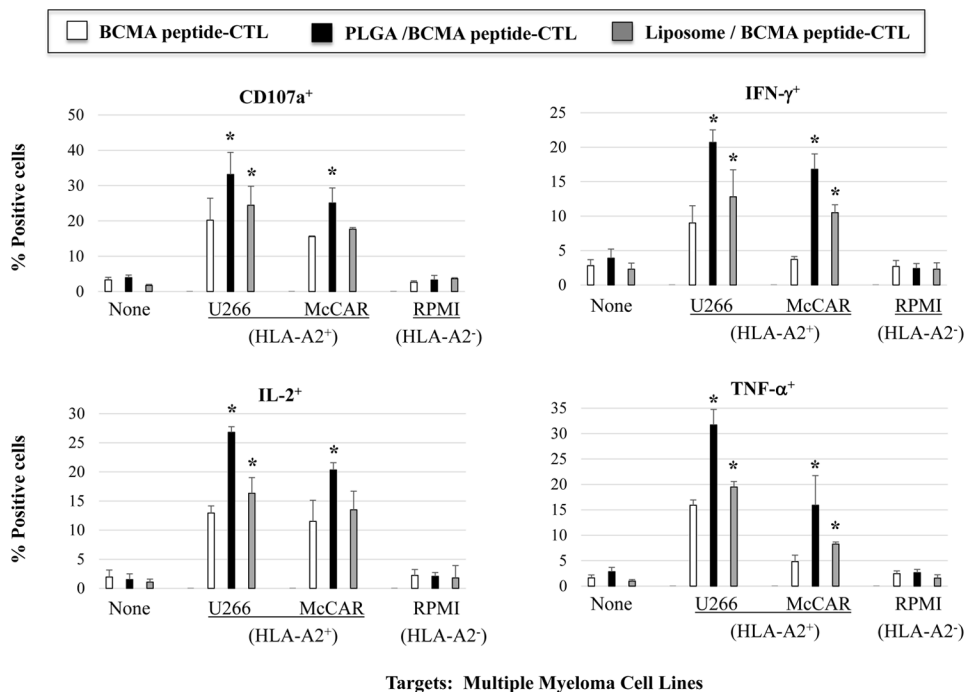 BCMA peptide-CTL PLGA /BCMA peptide-CTL Liposome / BCMA peptide-CTL
CD107a⁺
% Positive cells
50
40
30
20
10
0
* * *
None U266 McCAR RPMI
(HLA-A2⁺) (HLA-A2⁻)
IFN-γ⁺
25
20
15
10
5
0
* * * *
None U266 McCAR RPMI
(HLA-A2⁺) (HLA-A2⁻)
IL-2⁺
% Positive cells
30
25
20
15
10
5
0
* * *
None U266 McCAR RPMI
(HLA-A2⁺) (HLA-A2⁻)
TNF-α⁺
35
30
25
20
15
10
5
0
* * * *
None U266 McCAR RPMI
(HLA-A2⁺) (HLA-A2⁻)
Targets: Multiple Myeloma Cell Lines